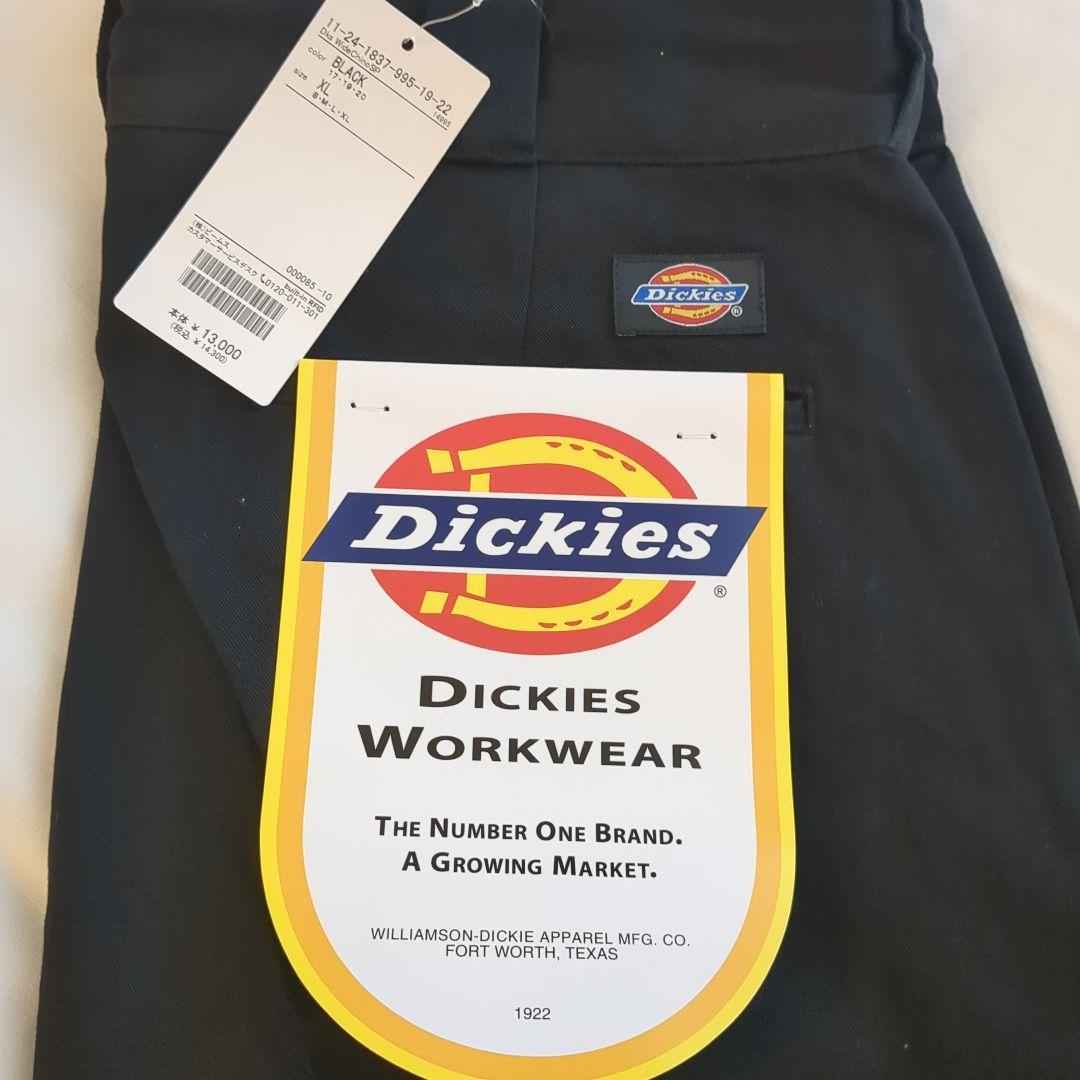 11-24-1837-995-19-22
Dks WideChinoSP 14995
color BLACK
17・19・20
size XL
S・M・L・XL
(株)ビームス 000085 -10
カスタマーサービスデスク 0120-011-301
built-in RFID
本体 ¥ 13,000
(税込 ¥ 14,300)
Dickies®
Dickies®
DICKIES
WORKWEAR
THE NUMBER ONE BRAND.
A GROWING MARKET.
WILLIAMSON-DICKIE APPAREL MFG. CO.
FORT WORTH, TEXAS
1922